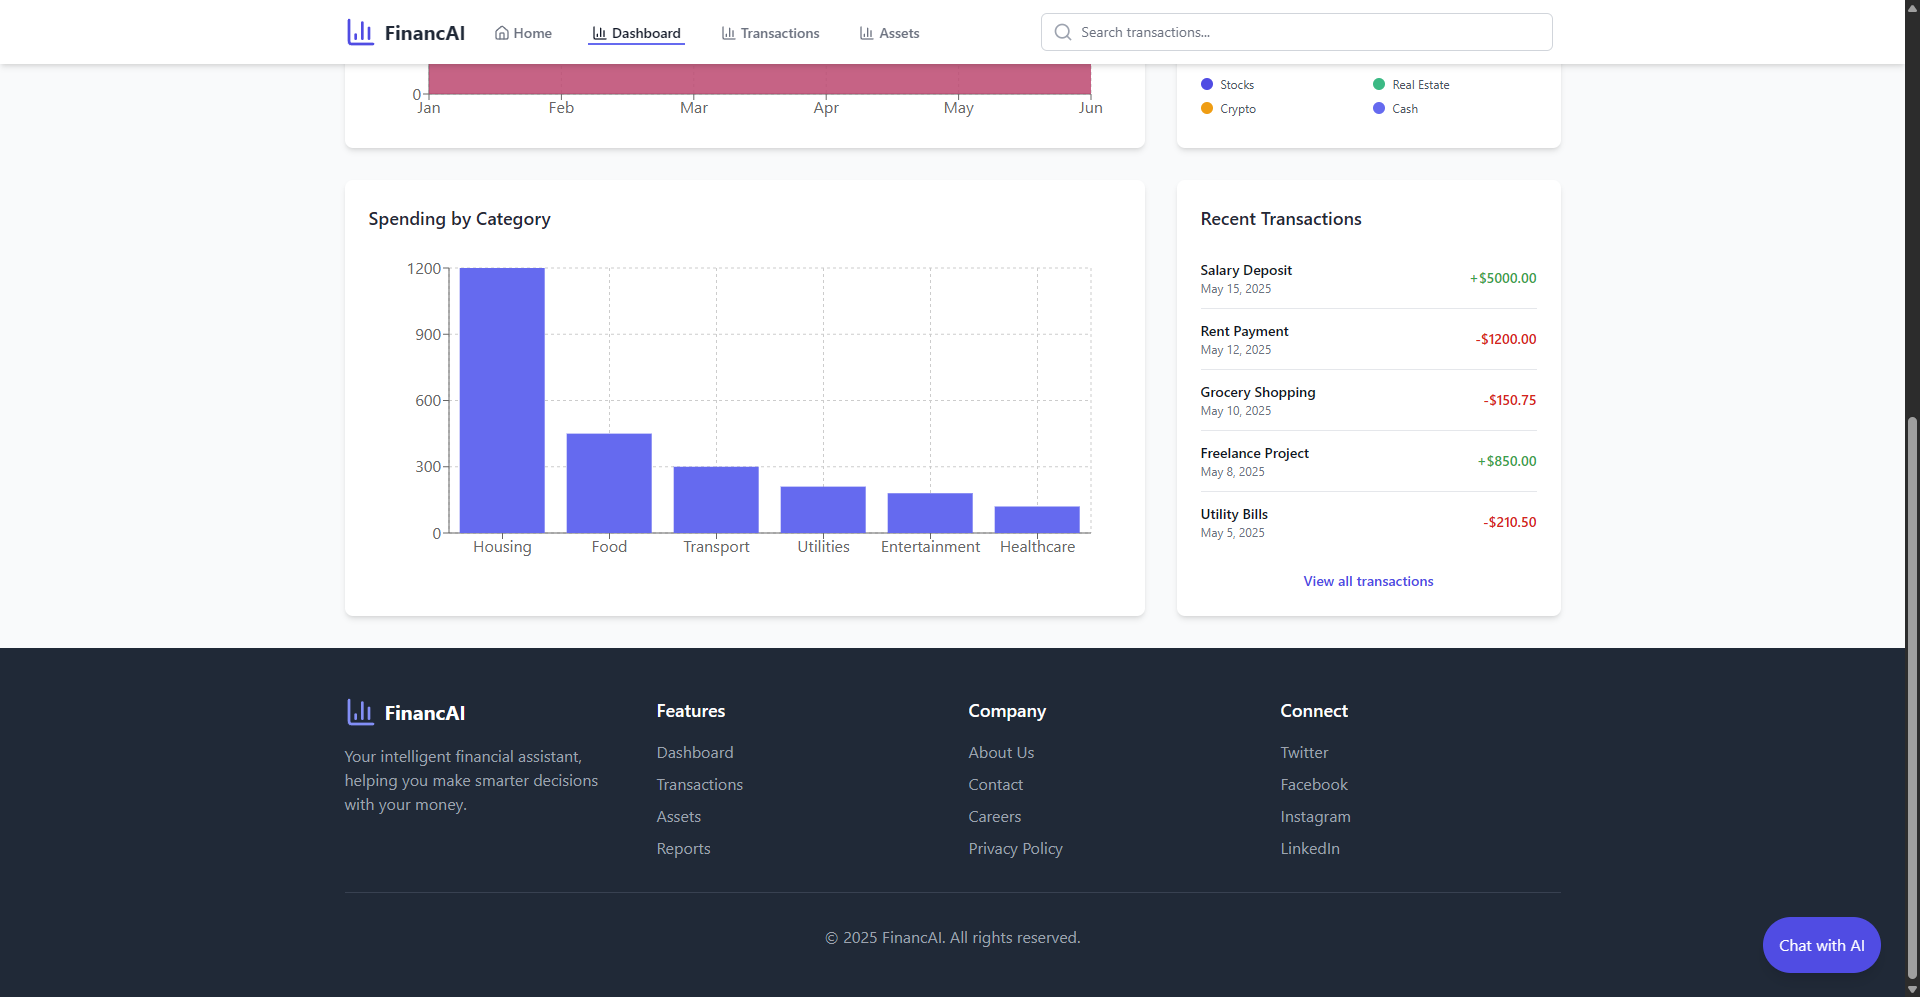 FinancAI
Home
Dashboard
Transactions
Assets
Search transactions...
0
Jan
Feb
Mar
Apr
May
Jun
Stocks
Real Estate
Crypto
Cash
Spending by Category
1200
900
600
300
0
Housing
Food
Transport
Utilities
Entertainment
Healthcare
Recent Transactions
Salary Deposit
May 15, 2025
+$5000.00
Rent Payment
May 12, 2025
-$1200.00
Grocery Shopping
May 10, 2025
-$150.75
Freelance Project
May 8, 2025
+$850.00
Utility Bills
May 5, 2025
-$210.50
View all transactions
FinancAI
Your intelligent financial assistant,
helping you make smarter decisions
with your money.
Features
Dashboard
Transactions
Assets
Reports
Company
About Us
Contact
Careers
Privacy Policy
Connect
Twitter
Facebook
Instagram
LinkedIn
© 2025 FinancAI. All rights reserved.
Chat with AI